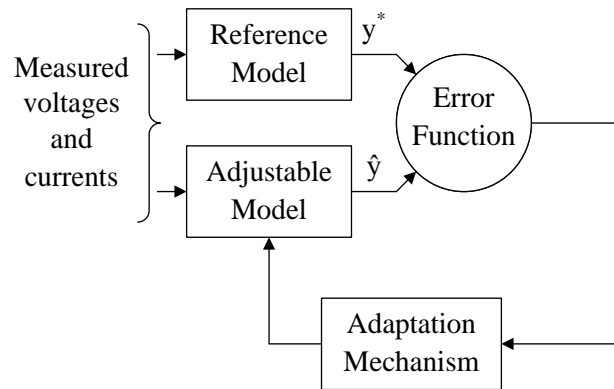 Measured
voltages
and
currents
Reference
Model
y*
Error
Function
Adjustable
Model
ŷ
Adaptation
Mechanism